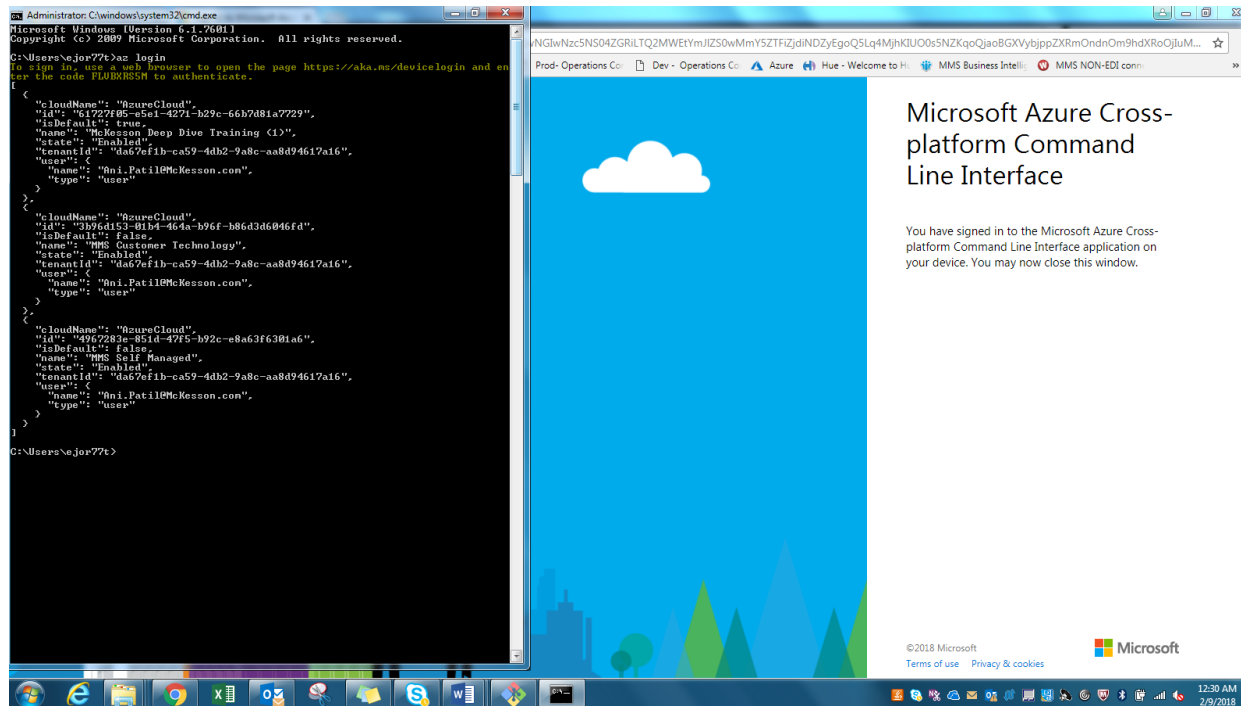 Administrator: C:\windows\system32\cmd.exe
Microsoft Windows [Version 6.1.7601]
Copyright (c) 2009 Microsoft Corporation.  All rights reserved.
C:\Users\ejor77t>az login
To sign in, use a web browser to open the page https://aka.ms/devicelogin and en
ter the code FLVBXRS5M to authenticate.
[
  {
    "cloudName": "AzureCloud",
    "id": "61727f05-e5e1-4271-b29c-66b7d81a7729",
    "isDefault": true,
    "name": "McKesson Deep Dive Training (1)",
    "state": "Enabled",
    "tenantId": "da67ef1b-ca59-4db2-9a8c-aa8d94617a16",
    "user": {
      "name": "Ani.Patil@McKesson.com",
      "type": "user"
    }
  },
  {
    "cloudName": "AzureCloud",
    "id": "3b96d153-01b4-464a-b96f-b86d3d6046fd",
    "isDefault": false,
    "name": "MMS Customer Technology",
    "state": "Enabled",
    "tenantId": "da67ef1b-ca59-4db2-9a8c-aa8d94617a16",
    "user": {
      "name": "Ani.Patil@McKesson.com",
      "type": "user"
    }
  },
  {
    "cloudName": "AzureCloud",
    "id": "4967283e-851d-47f5-b92c-e8a63f6301a6",
    "isDefault": false,
    "name": "MMS Self Managed",
    "state": "Enabled",
    "tenantId": "da67ef1b-ca59-4db2-9a8c-aa8d94617a16",
    "user": {
      "name": "Ani.Patil@McKesson.com",
      "type": "user"
    }
  }
]
C:\Users\ejor77t>
Prod- Operations Co Dev - Operations Co Azure Hue - Welcome to H MMS Business Intelli MMS NON-EDI conn »
Microsoft Azure Cross-
platform Command
Line Interface
You have signed in to the Microsoft Azure Cross-
platform Command Line Interface application on
your device. You may now close this window.
©2018 Microsoft
Terms of use Privacy & cookies
Microsoft
12:30 AM
2/9/2018